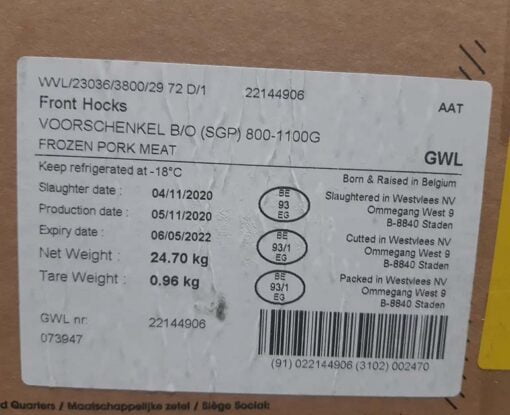 WVL/23036/3800/29 72 D/1 22144906
Front Hocks AAT
VOORSCHENKEL B/O (SGP) 800-1100G
FROZEN PORK MEAT GWL
Keep refrigerated at -18°C Born & Raised in Belgium
Slaughter date : 04/11/2020 BE 93 EG Slaughtered in Westvlees NV
Ommegang West 9
B-8840 Staden
Production date : 05/11/2020
Expiry date : 06/05/2022 BE 93/1 EG Cutted in Westvlees NV
Ommegang West 9
B-8840 Staden
Net Weight : 24.70 kg
Tare Weight : 0.96 kg BE 93/1 EG Packed in Westvlees NV
Ommegang West 9
B-8840 Staden
GWL nr: 22144906
073947
(91) 022144906 (3102) 002470
d Quarters / Maatschappelijke zetel / Siège Social: